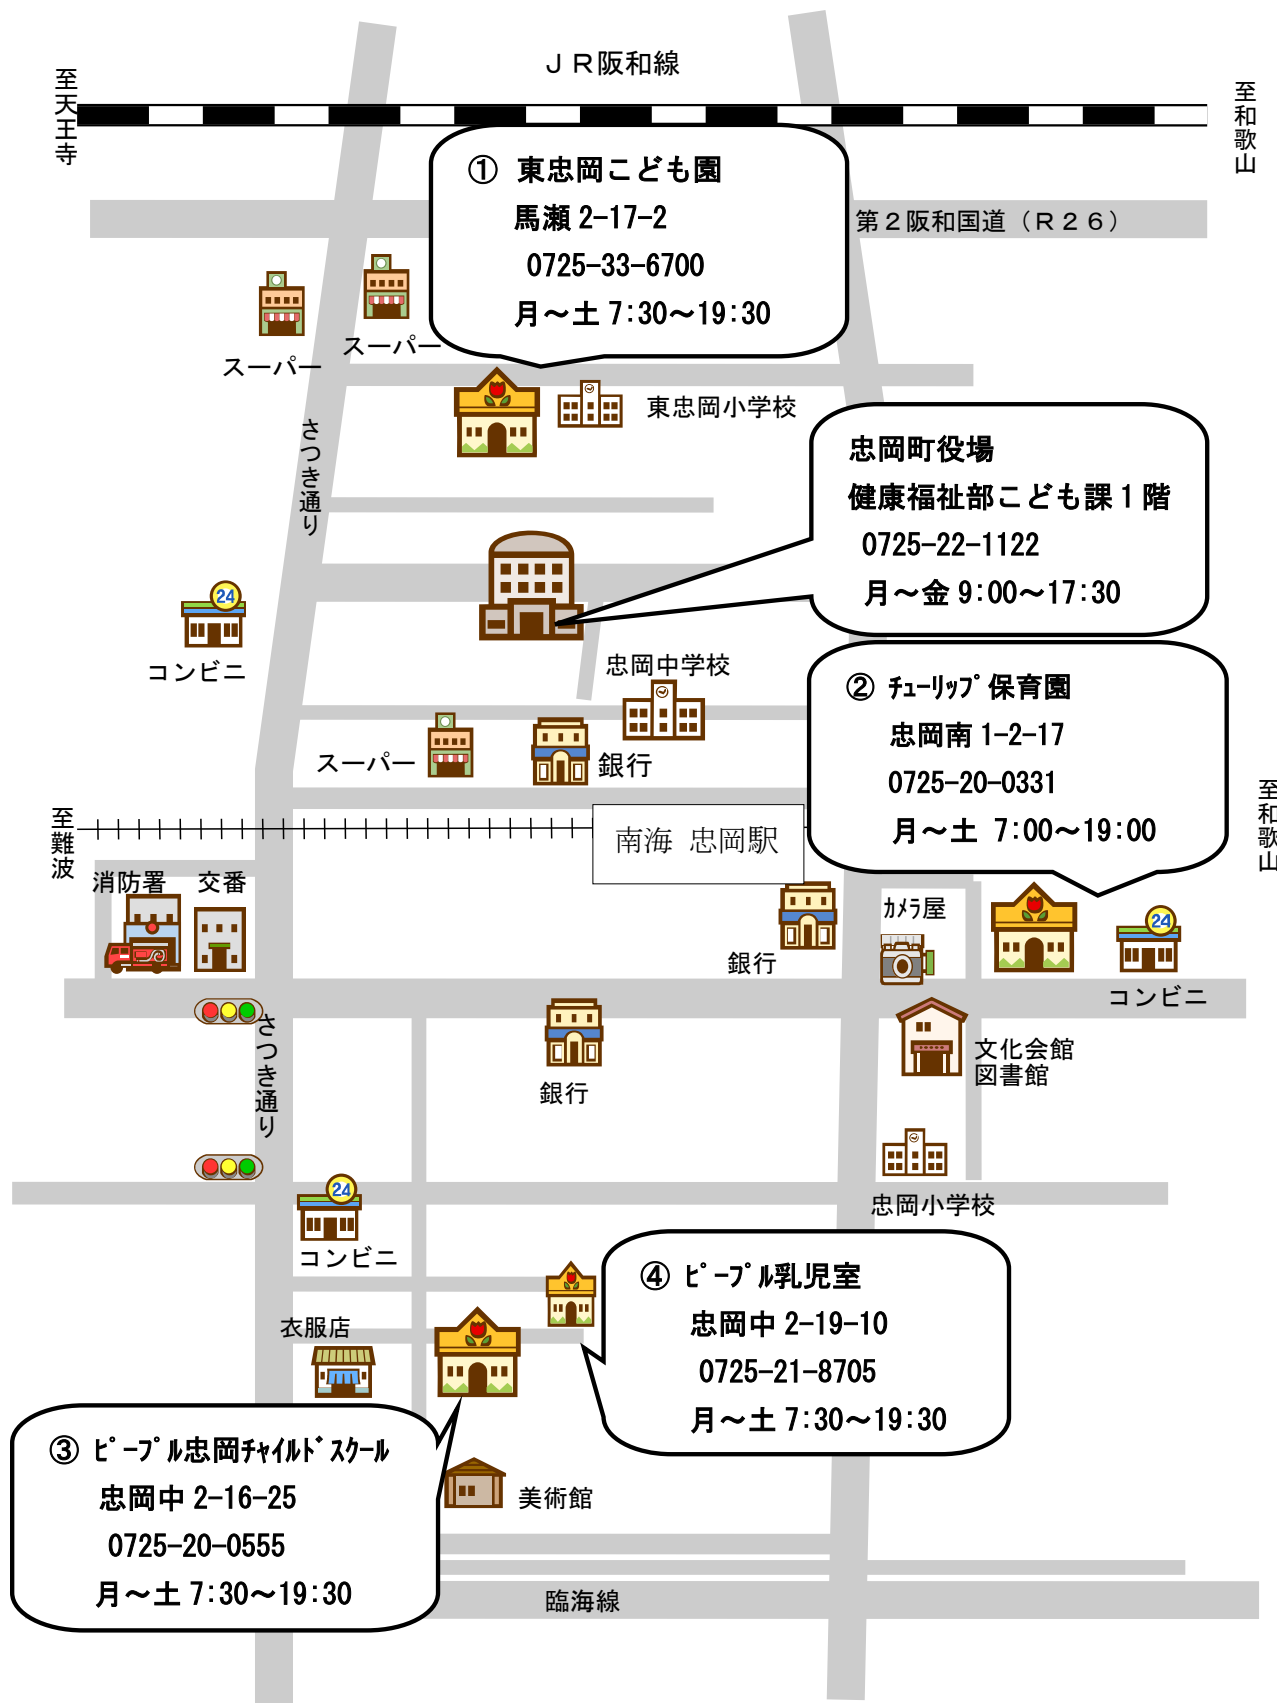 ＪＲ阪和線
至天王寺
至和歌山
① 東忠岡こども園
馬瀬 2-17-2
0725-33-6700
月～土 7:30～19:30
第２阪和国道（Ｒ２６）
スーパー
スーパー
東忠岡小学校
さつき通り
忠岡町役場
健康福祉部こども課１階
0725-22-1122
月～金 9:00～17:30
24
コンビニ
忠岡中学校
② ﾁｭｰﾘｯﾌﾟ保育園
忠岡南 1-2-17
0725-20-0331
月～土 7:00～19:00
スーパー
銀行
至難波
至和歌山
南海 忠岡駅
消防署
交番
カメラ屋
銀行
24
コンビニ
さつき通り
銀行
文化会館
図書館
忠岡小学校
24
コンビニ
④ ﾋﾟｰﾌﾟﾙ乳児室
忠岡中 2-19-10
0725-21-8705
月～土 7:30～19:30
衣服店
③ ﾋﾟｰﾌﾟﾙ忠岡ﾁｬｲﾙﾄﾞｽｸｰﾙ
忠岡中 2-16-25
0725-20-0555
月～土 7:30～19:30
美術館
臨海線